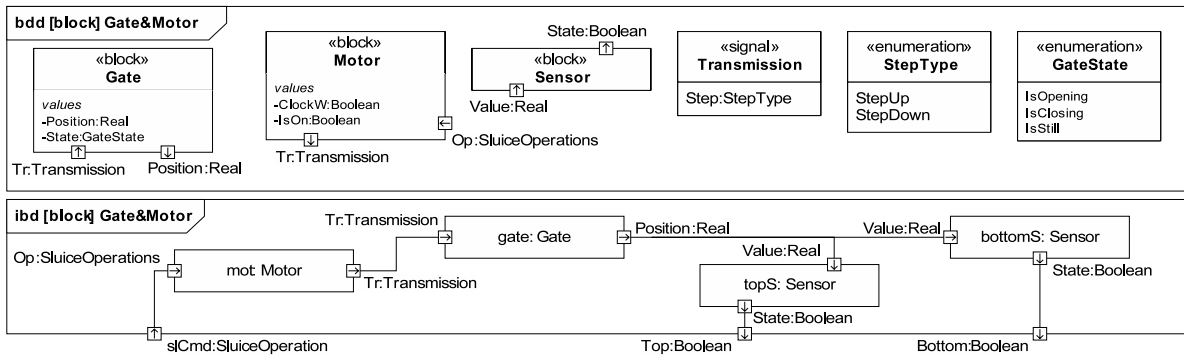 bdd [block] Gate&Motor
«block»
Gate
values
-Position:Real
-State:GateState
Tr:Transmission
Position:Real
«block»
Motor
values
-ClockW:Boolean
-IsOn:Boolean
Tr:Transmission
Op:SluiceOperations
State:Boolean
«block»
Sensor
Value:Real
«signal»
Transmission
Step:StepType
«enumeration»
StepType
StepUp
StepDown
«enumeration»
GateState
IsOpening
IsClosing
IsStill
ibd [block] Gate&Motor
Op:SluiceOperations
mot: Motor
Tr:Transmission
Tr:Transmission
gate: Gate
Position:Real
Value:Real
topS: Sensor
State:Boolean
Value:Real
bottomS: Sensor
State:Boolean
slCmd:SluiceOperation
Top:Boolean
Bottom:Boolean